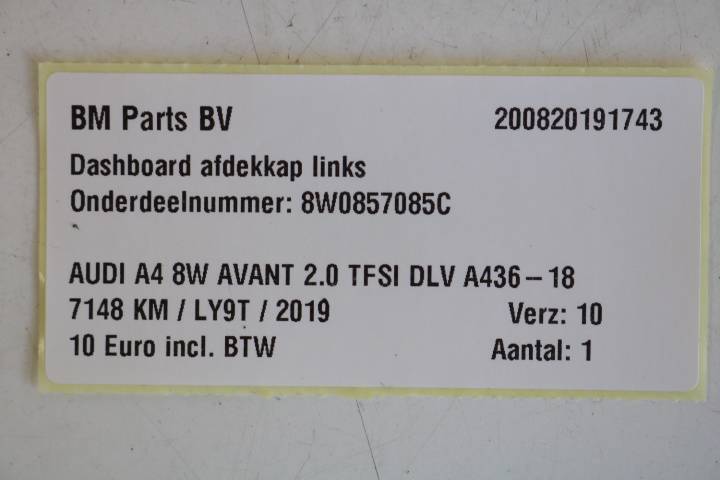 BM Parts BV 200820191743
Dashboard afdekkap links
Onderdeelnummer: 8W0857085C
AUDI A4 8W AVANT 2.0 TFSI DLV A436-18
7148 KM / LY9T / 2019 Verz: 10
10 Euro incl. BTW Aantal: 1